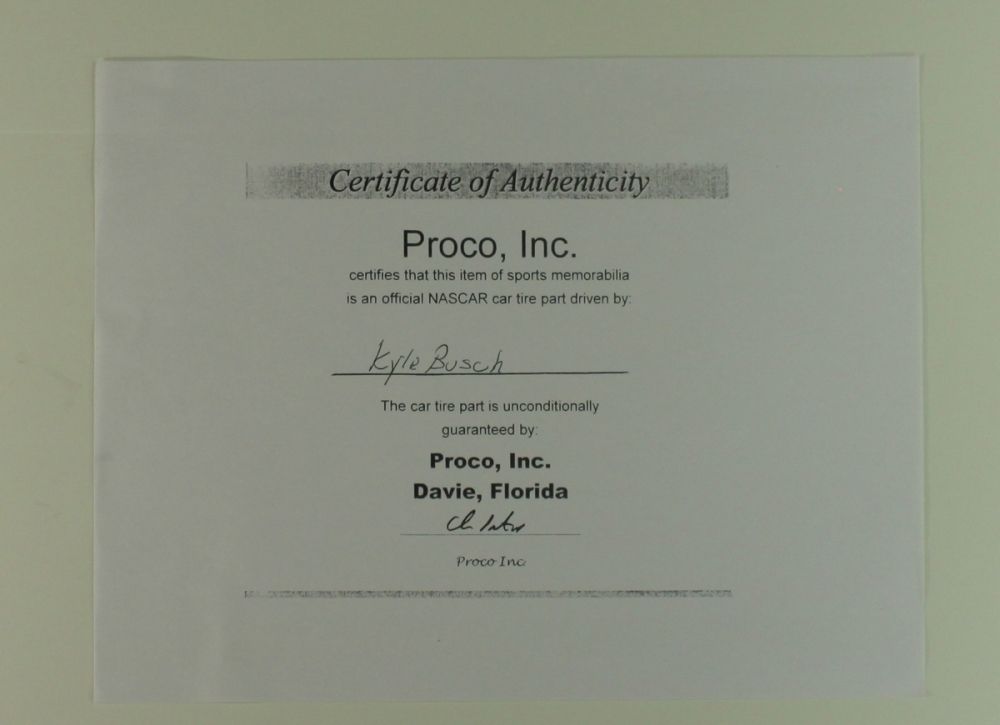 Certificate of Authenticity
Proco, Inc.
certifies that this item of sports memorabilia
is an official NASCAR car tire part driven by:
Kyle Busch
The car tire part is unconditionally
guaranteed by:
Proco, Inc.
Davie, Florida
Proco Inc.